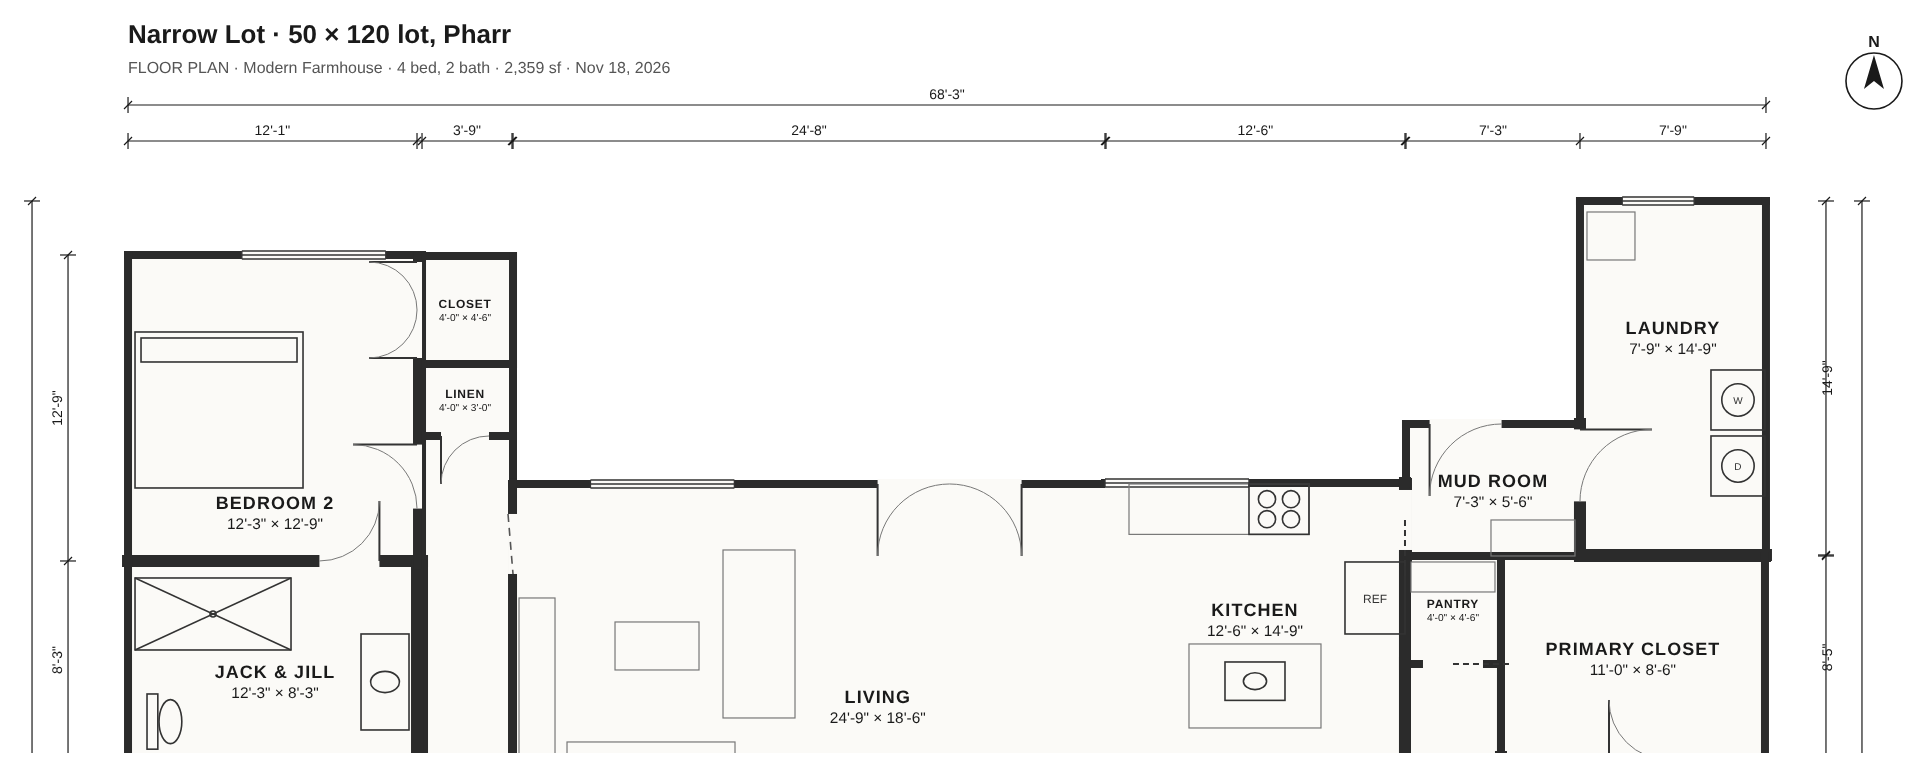 Narrow Lot · 50 × 120 lot, Pharr
FLOOR PLAN · Modern Farmhouse · 4 bed, 2 bath · 2,359 sf · Nov 18, 2026
N
68'-3"
12'-1"
3'-9"
24'-8"
12'-6"
7'-3"
7'-9"
CLOSET
4'-0" × 4'-6"
LAUNDRY
7'-9" × 14'-9"
14'-9"
12'-9"
LINEN
4'-0" × 3'-0"
W
D
MUD ROOM
7'-3" × 5'-6"
BEDROOM 2
12'-3" × 12'-9"
REF
PANTRY
4'-0" × 4'-6"
KITCHEN
12'-6" × 14'-9"
PRIMARY CLOSET
11'-0" × 8'-6"
8'-5"
8'-3"
JACK & JILL
12'-3" × 8'-3"
LIVING
24'-9" × 18'-6"